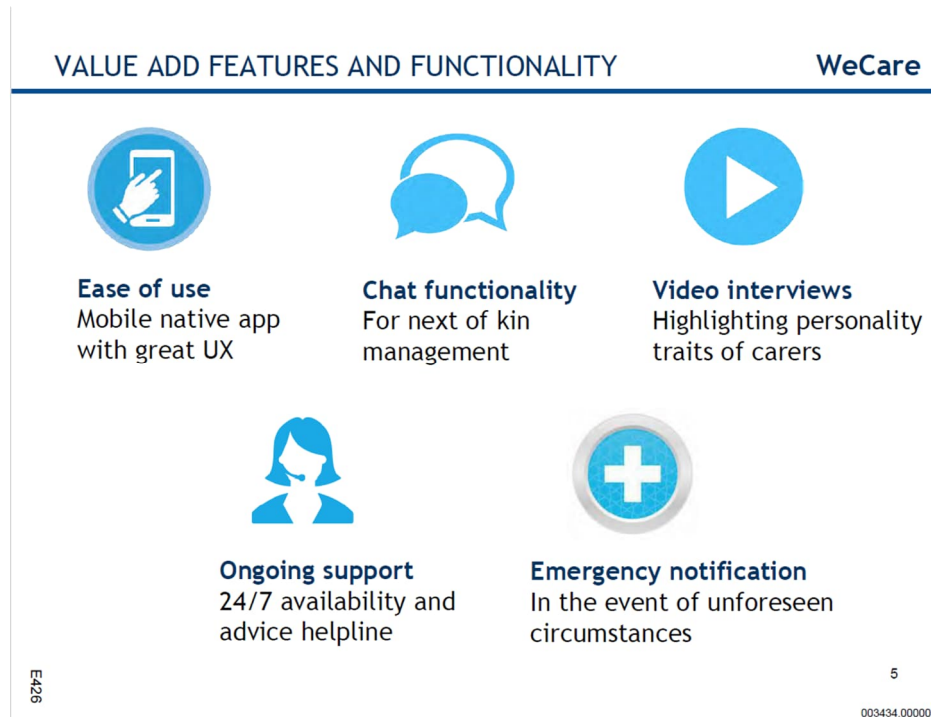 VALUE ADD FEATURES AND FUNCTIONALITY
WeCare
Ease of use
Mobile native app
with great UX
Chat functionality
For next of kin
management
Video interviews
Highlighting personality
traits of carers
Ongoing support
24/7 availability and
advice helpline
Emergency notification
In the event of unforeseen
circumstances
E426
5
003434.00000